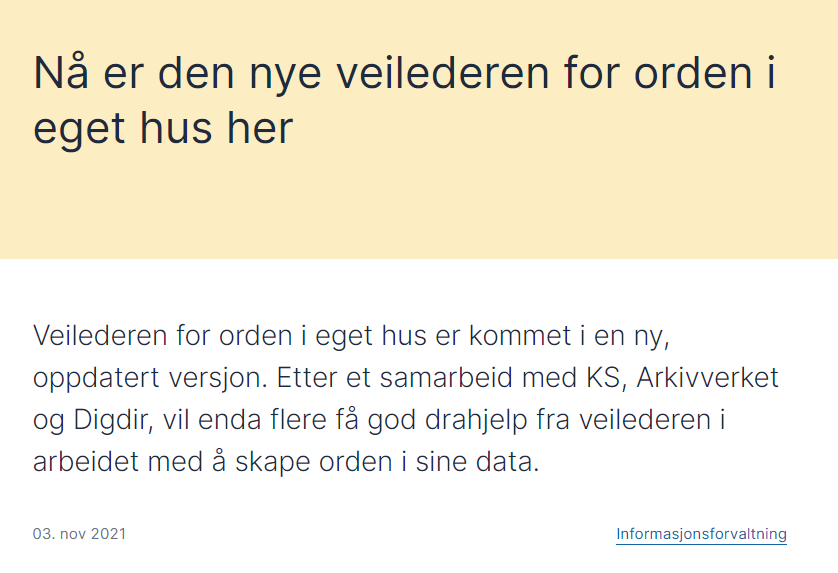 Nå er den nye veilederen for orden i
eget hus her
Veilederen for orden i eget hus er kommet i en ny,
oppdatert versjon. Etter et samarbeid med KS, Arkivverket
og Digdir, vil enda flere få god drahjelp fra veilederen i
arbeidet med å skape orden i sine data.
03. nov 2021
Informasjonsforvaltning